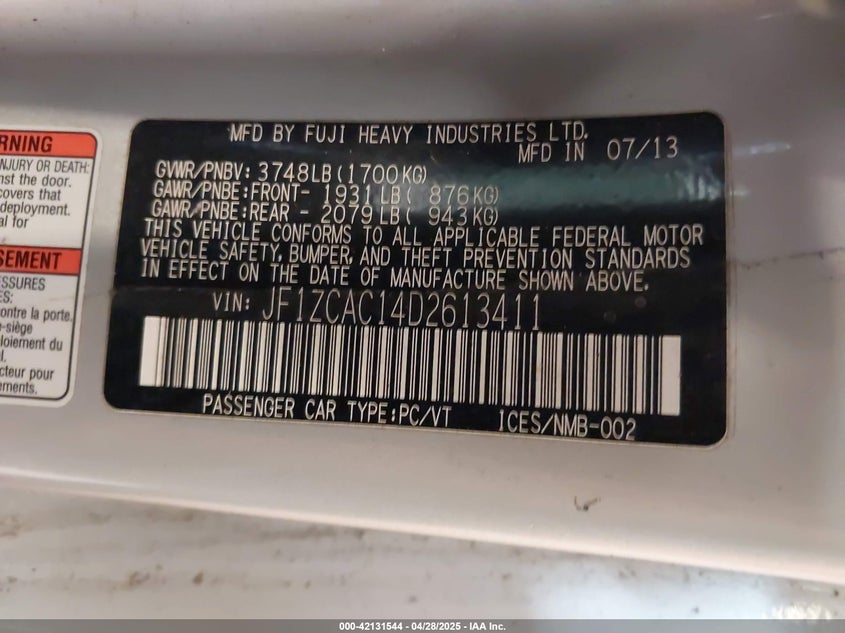 RNING
NJURY OR DEATH:
nst the door.
covers that
deployment.
al for
SEMENT
SSURES
ES:
ontre la porte.
-siège
loiement du
l.
cteur pour
ements.
MFD BY FUJI HEAVY INDUSTRIES LTD.
MFD IN 07/13
GVWR/PNBV: 3748LB(1700KG)
GAWR/PNBE:FRONT- 1931LB( 876KG)
GAWR/PNBE:REAR - 2079LB( 943KG)
THIS VEHICLE CONFORMS TO ALL APPLICABLE FEDERAL MOTOR
VEHICLE SAFETY, BUMPER, AND THEFT PREVENTION STANDARDS
IN EFFECT ON THE DATE OF MANUFACTURE SHOWN ABOVE.
VIN: JF1ZCAC14D2613411
PASSENGER CAR TYPE:PC/VT ICES/NMB-002
000-42131544 - 04/28/2025 - IAA Inc.